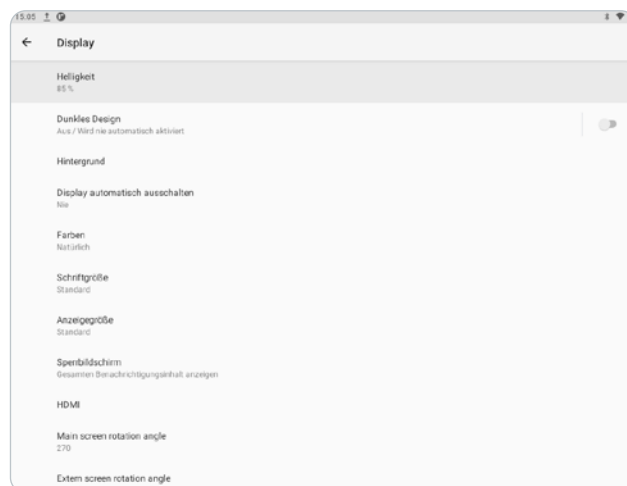 15:05
Display
Helligkeit
85 %
Dunkles Design
Aus / Wird nie automatisch aktiviert
Hintergrund
Display automatisch ausschalten
Nie
Farben
Natürlich
Schriftgröße
Standard
Anzeigegröße
Standard
Sperrbildschirm
Gesamten Benachrichtigungsinhalt anzeigen
HDMI
Main screen rotation angle
270
Extern screen rotation angle